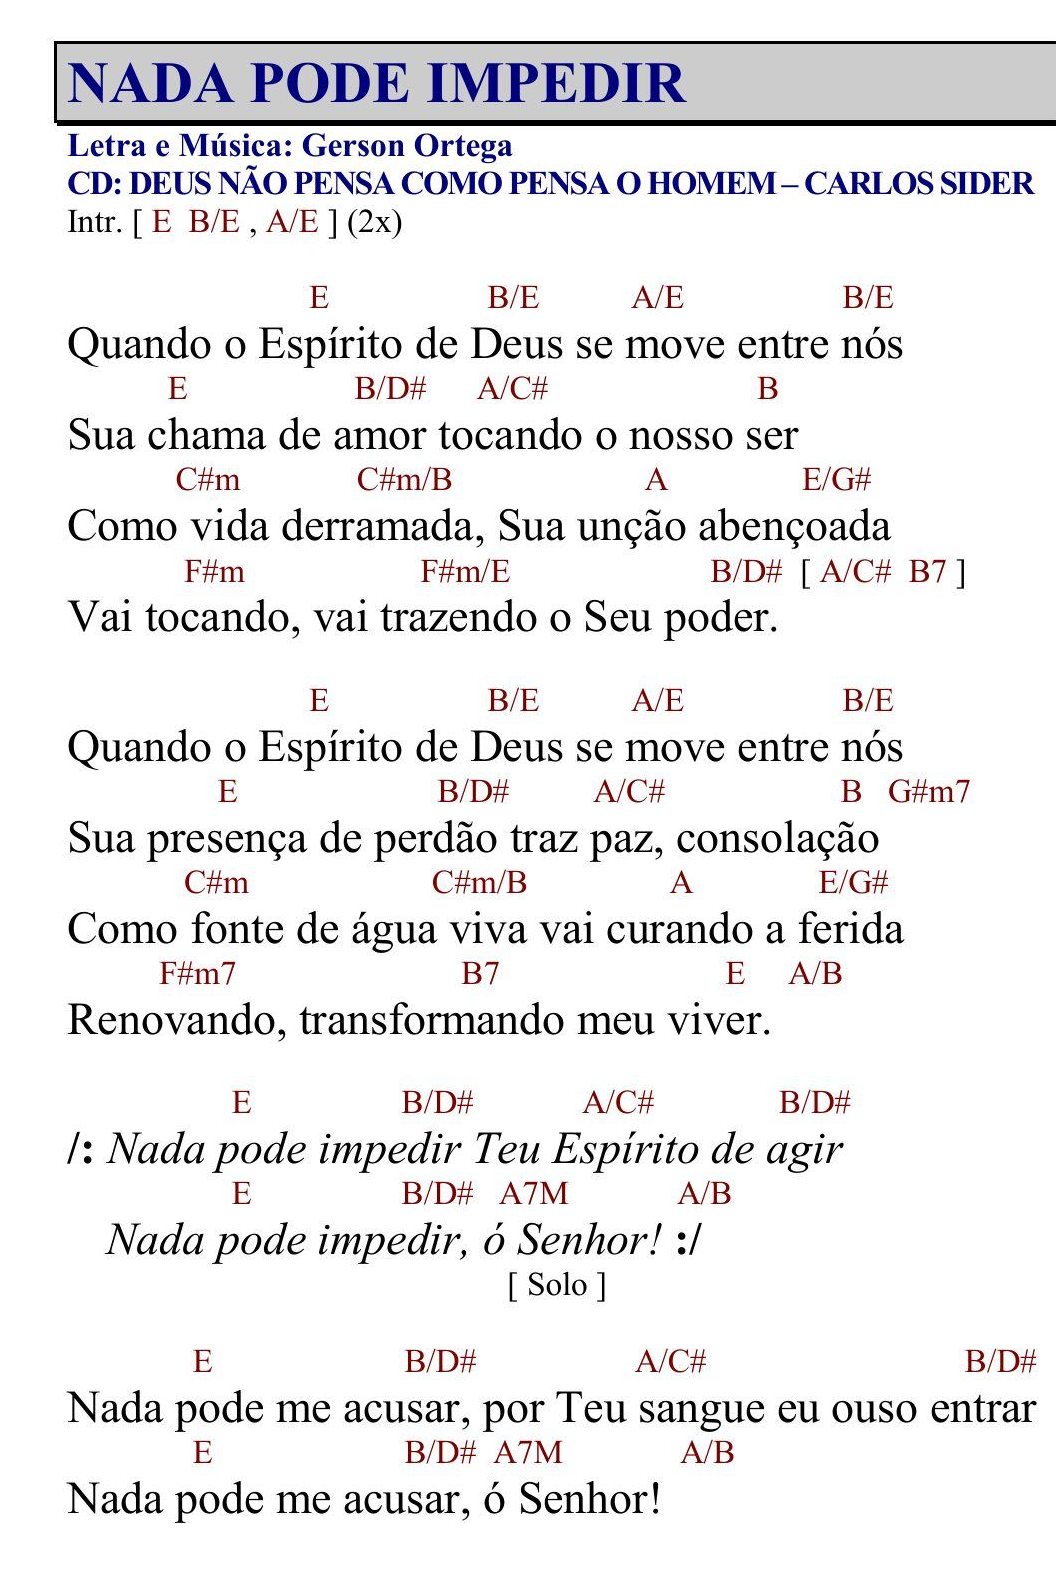 NADA PODE IMPEDIR
Letra e Música: Gerson Ortega
CD: DEUS NÃO PENSA COMO PENSA O HOMEM – CARLOS SIDER
Intr. [ E B/E , A/E ] (2x)
E B/E A/E B/E
Quando o Espírito de Deus se move entre nós
E B/D# A/C# B
Sua chama de amor tocando o nosso ser
C#m C#m/B A E/G#
Como vida derramada, Sua unção abençoada
F#m F#m/E B/D# [ A/C# B7 ]
Vai tocando, vai trazendo o Seu poder.
E B/E A/E B/E
Quando o Espírito de Deus se move entre nós
E B/D# A/C# B G#m7
Sua presença de perdão traz paz, consolação
C#m C#m/B A E/G#
Como fonte de água viva vai curando a ferida
F#m7 B7 E A/B
Renovando, transformando meu viver.
E B/D# A/C# B/D#
/: Nada pode impedir Teu Espírito de agir
E B/D# A7M A/B
Nada pode impedir, ó Senhor! :/
[ Solo ]
E B/D# A/C# B/D#
Nada pode me acusar, por Teu sangue eu ouso entrar
E B/D# A7M A/B
Nada pode me acusar, ó Senhor!